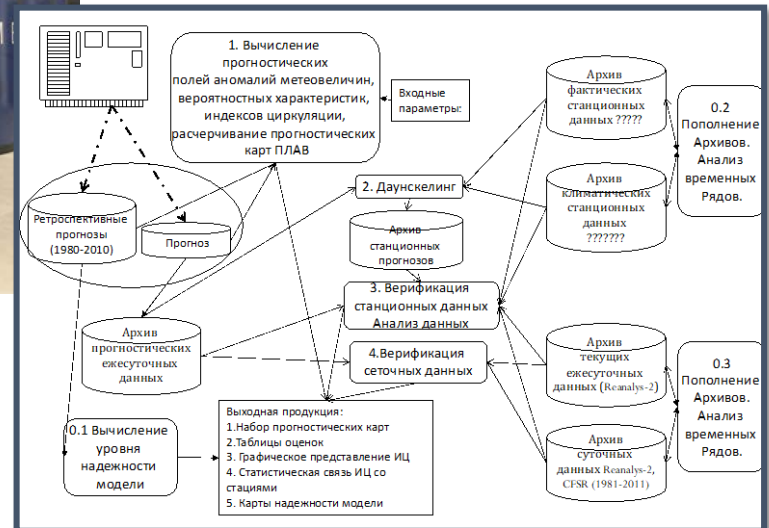 1. Вычисление
прогностических
полей аномалий метеовеличин,
вероятностных характеристик,
индексов циркуляции,
расчерчивание прогностических
карт ПЛАВ
Входные
параметры:
Архив
фактических
станционных
данных ?????
0.2
Пополнение
Архивов.
Анализ
временных
Рядов.
Архив
климатических
станционных
данных
???????
2. Даунскелинг
Ретроспективные
прогнозы
(1980-2010)
Прогноз
Архив
станционных
прогнозов
3. Верификация
станционных данных
Анализ данных
Архив
прогностических
ежесуточных
данных
4.Верификация
сеточных данных
Архив
текущих
ежесуточных
данных (Reanalys-2)
0.3
Пополнение
Архивов.
Анализ
временных
Рядов.
0.1 Вычисление
уровня
надежности
модели
Выходная продукция:
1.Набор прогностических карт
2.Таблицы оценок
3. Графическое представление ИЦ
4. Статистическая связь ИЦ со
стациями
5. Карты надежности модели
Архив
суточных
данных Reanalys-2,
CFSR (1981-2011)